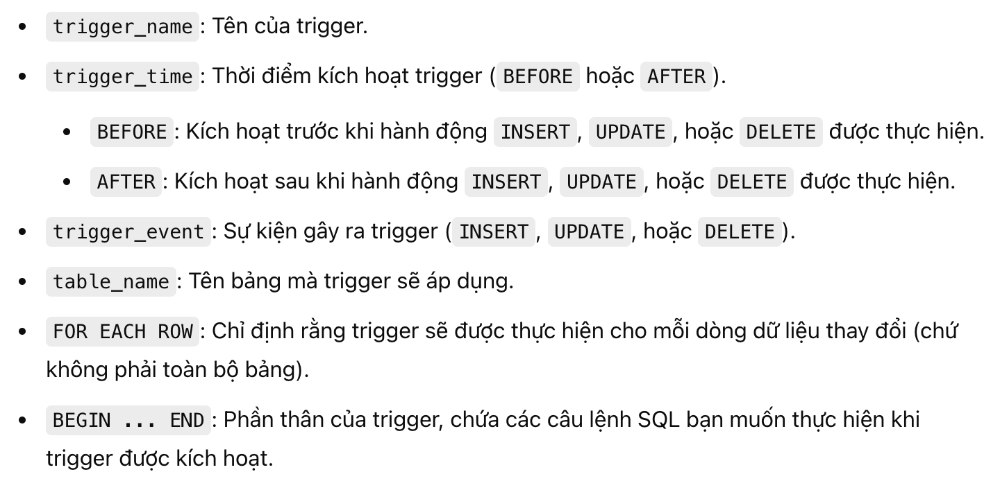 • trigger_name: Tên của trigger.
• trigger_time: Thời điểm kích hoạt trigger (BEFORE hoặc AFTER).
• BEFORE: Kích hoạt trước khi hành động INSERT, UPDATE, hoặc DELETE được thực hiện.
• AFTER: Kích hoạt sau khi hành động INSERT, UPDATE, hoặc DELETE được thực hiện.
• trigger_event: Sự kiện gây ra trigger (INSERT, UPDATE, hoặc DELETE).
• table_name: Tên bảng mà trigger sẽ áp dụng.
• FOR EACH ROW: Chỉ định rằng trigger sẽ được thực hiện cho mỗi dòng dữ liệu thay đổi (chứ
không phải toàn bộ bảng).
• BEGIN ... END: Phần thân của trigger, chứa các câu lệnh SQL bạn muốn thực hiện khi
trigger được kích hoạt.